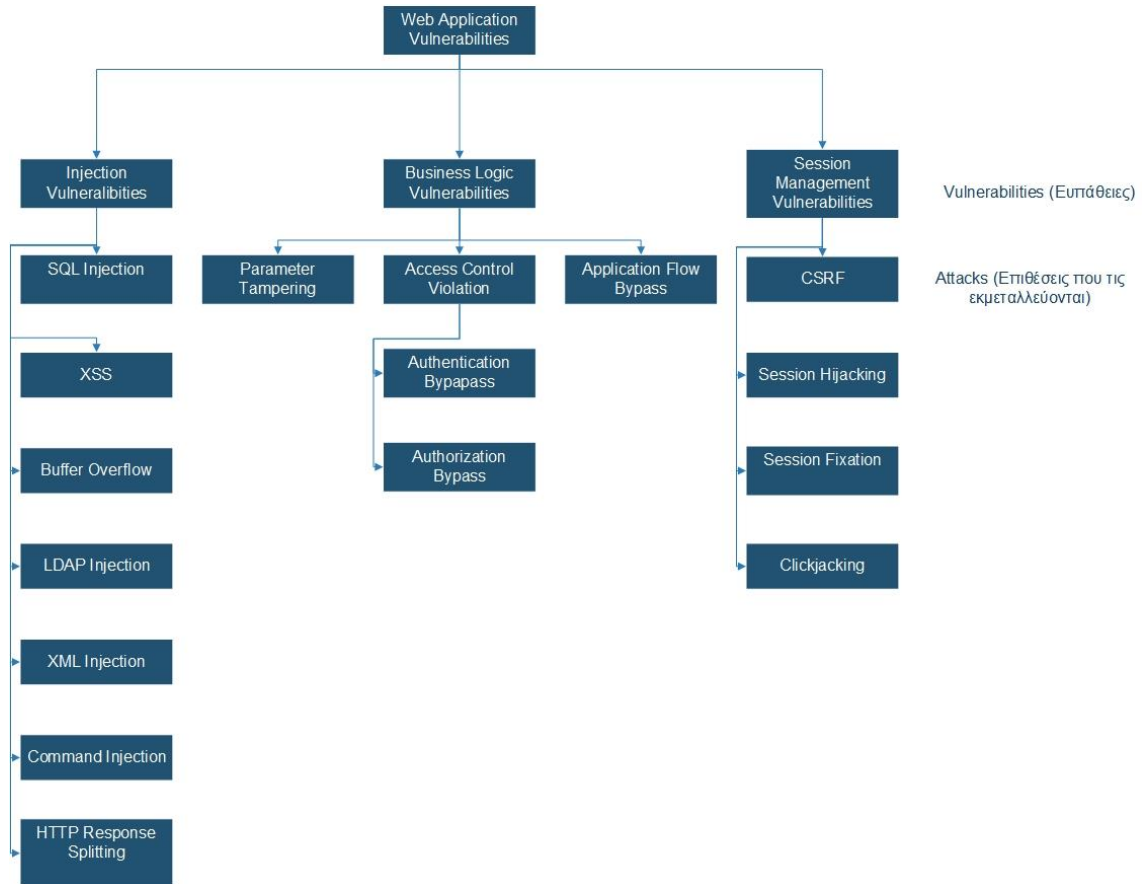 Web Application
Vulnerabilities
Injection
Vulneralibities
Business Logic
Vulnerabilities
Session
Management
Vulnerabilities
Vulnerabilities (Ευπάθειες)
SQL Injection
Parameter
Tampering
Access Control
Violation
Application Flow
Bypass
CSRF
Attacks (Επιθέσεις που τις
εκμεταλλεύονται)
XSS
Authentication
Bypapass
Session Hijacking
Buffer Overflow
Authorization
Bypass
Session Fixation
LDAP Injection
Clickjacking
XML Injection
Command Injection
HTTP Response
Splitting